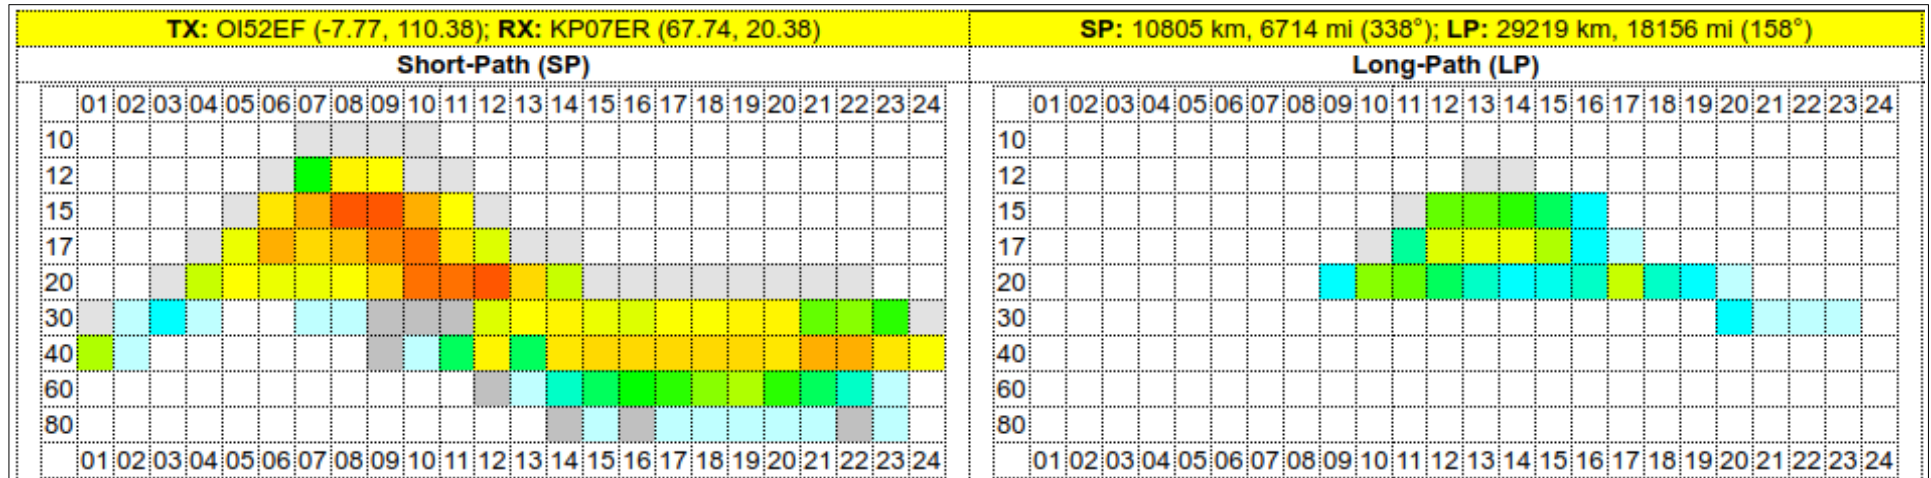 TX: OI52EF (-7.77, 110.38); RX: KP07ER (67.74, 20.38)
SP: 10805 km, 6714 mi (338°); LP: 29219 km, 18156 mi (158°)
Short-Path (SP)
01 02 03 04 05 06 07 08 09 10 11 12 13 14 15 16 17 18 19 20 21 22 23 24
10
12
15
17
20
30
40
60
80
01 02 03 04 05 06 07 08 09 10 11 12 13 14 15 16 17 18 19 20 21 22 23 24
Long-Path (LP)
01 02 03 04 05 06 07 08 09 10 11 12 13 14 15 16 17 18 19 20 21 22 23 24
10
12
15
17
20
30
40
60
80
01 02 03 04 05 06 07 08 09 10 11 12 13 14 15 16 17 18 19 20 21 22 23 24